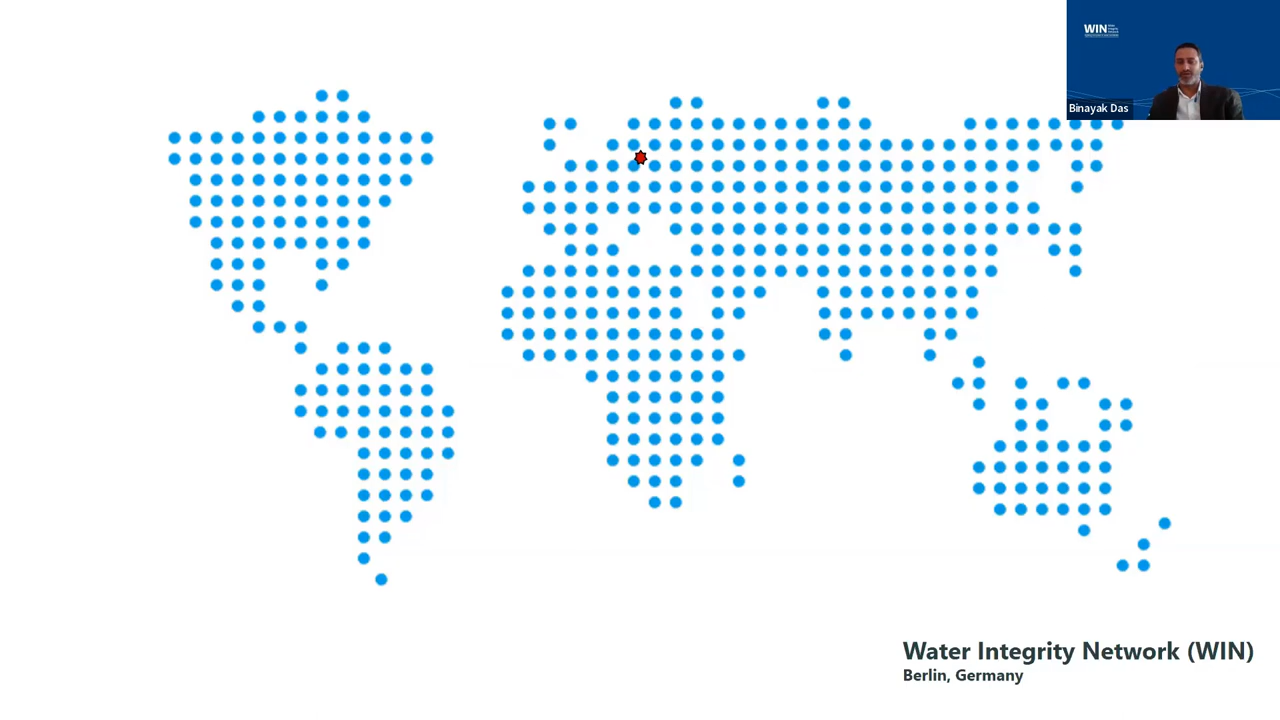 WIN
Binayak Das
Water Integrity Network (WIN)
Berlin, Germany